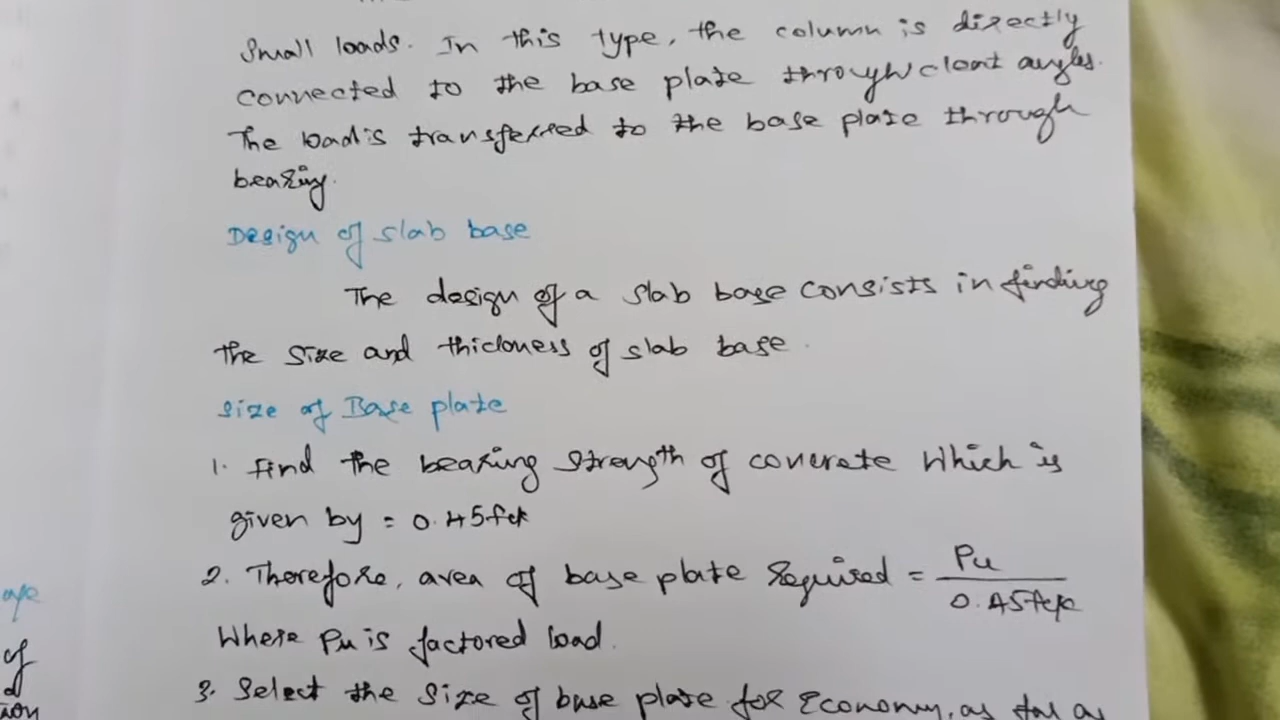 Small loads. In this type, the column is directly
connected to the base plate through cleat angles.
The load is transferred to the base plate through
bearing.
Design of slab base
The design of a slab base consists in finding
the size and thickness of slab base.
Size of Base plate
1. Find the bearing strength of concrete which is
given by = 0.45fck
2. Therefore, area of base plate required = Pu / 0.45fck
Where Pu is factored load.
3. Select the size of base plate for Economy, as far as
of